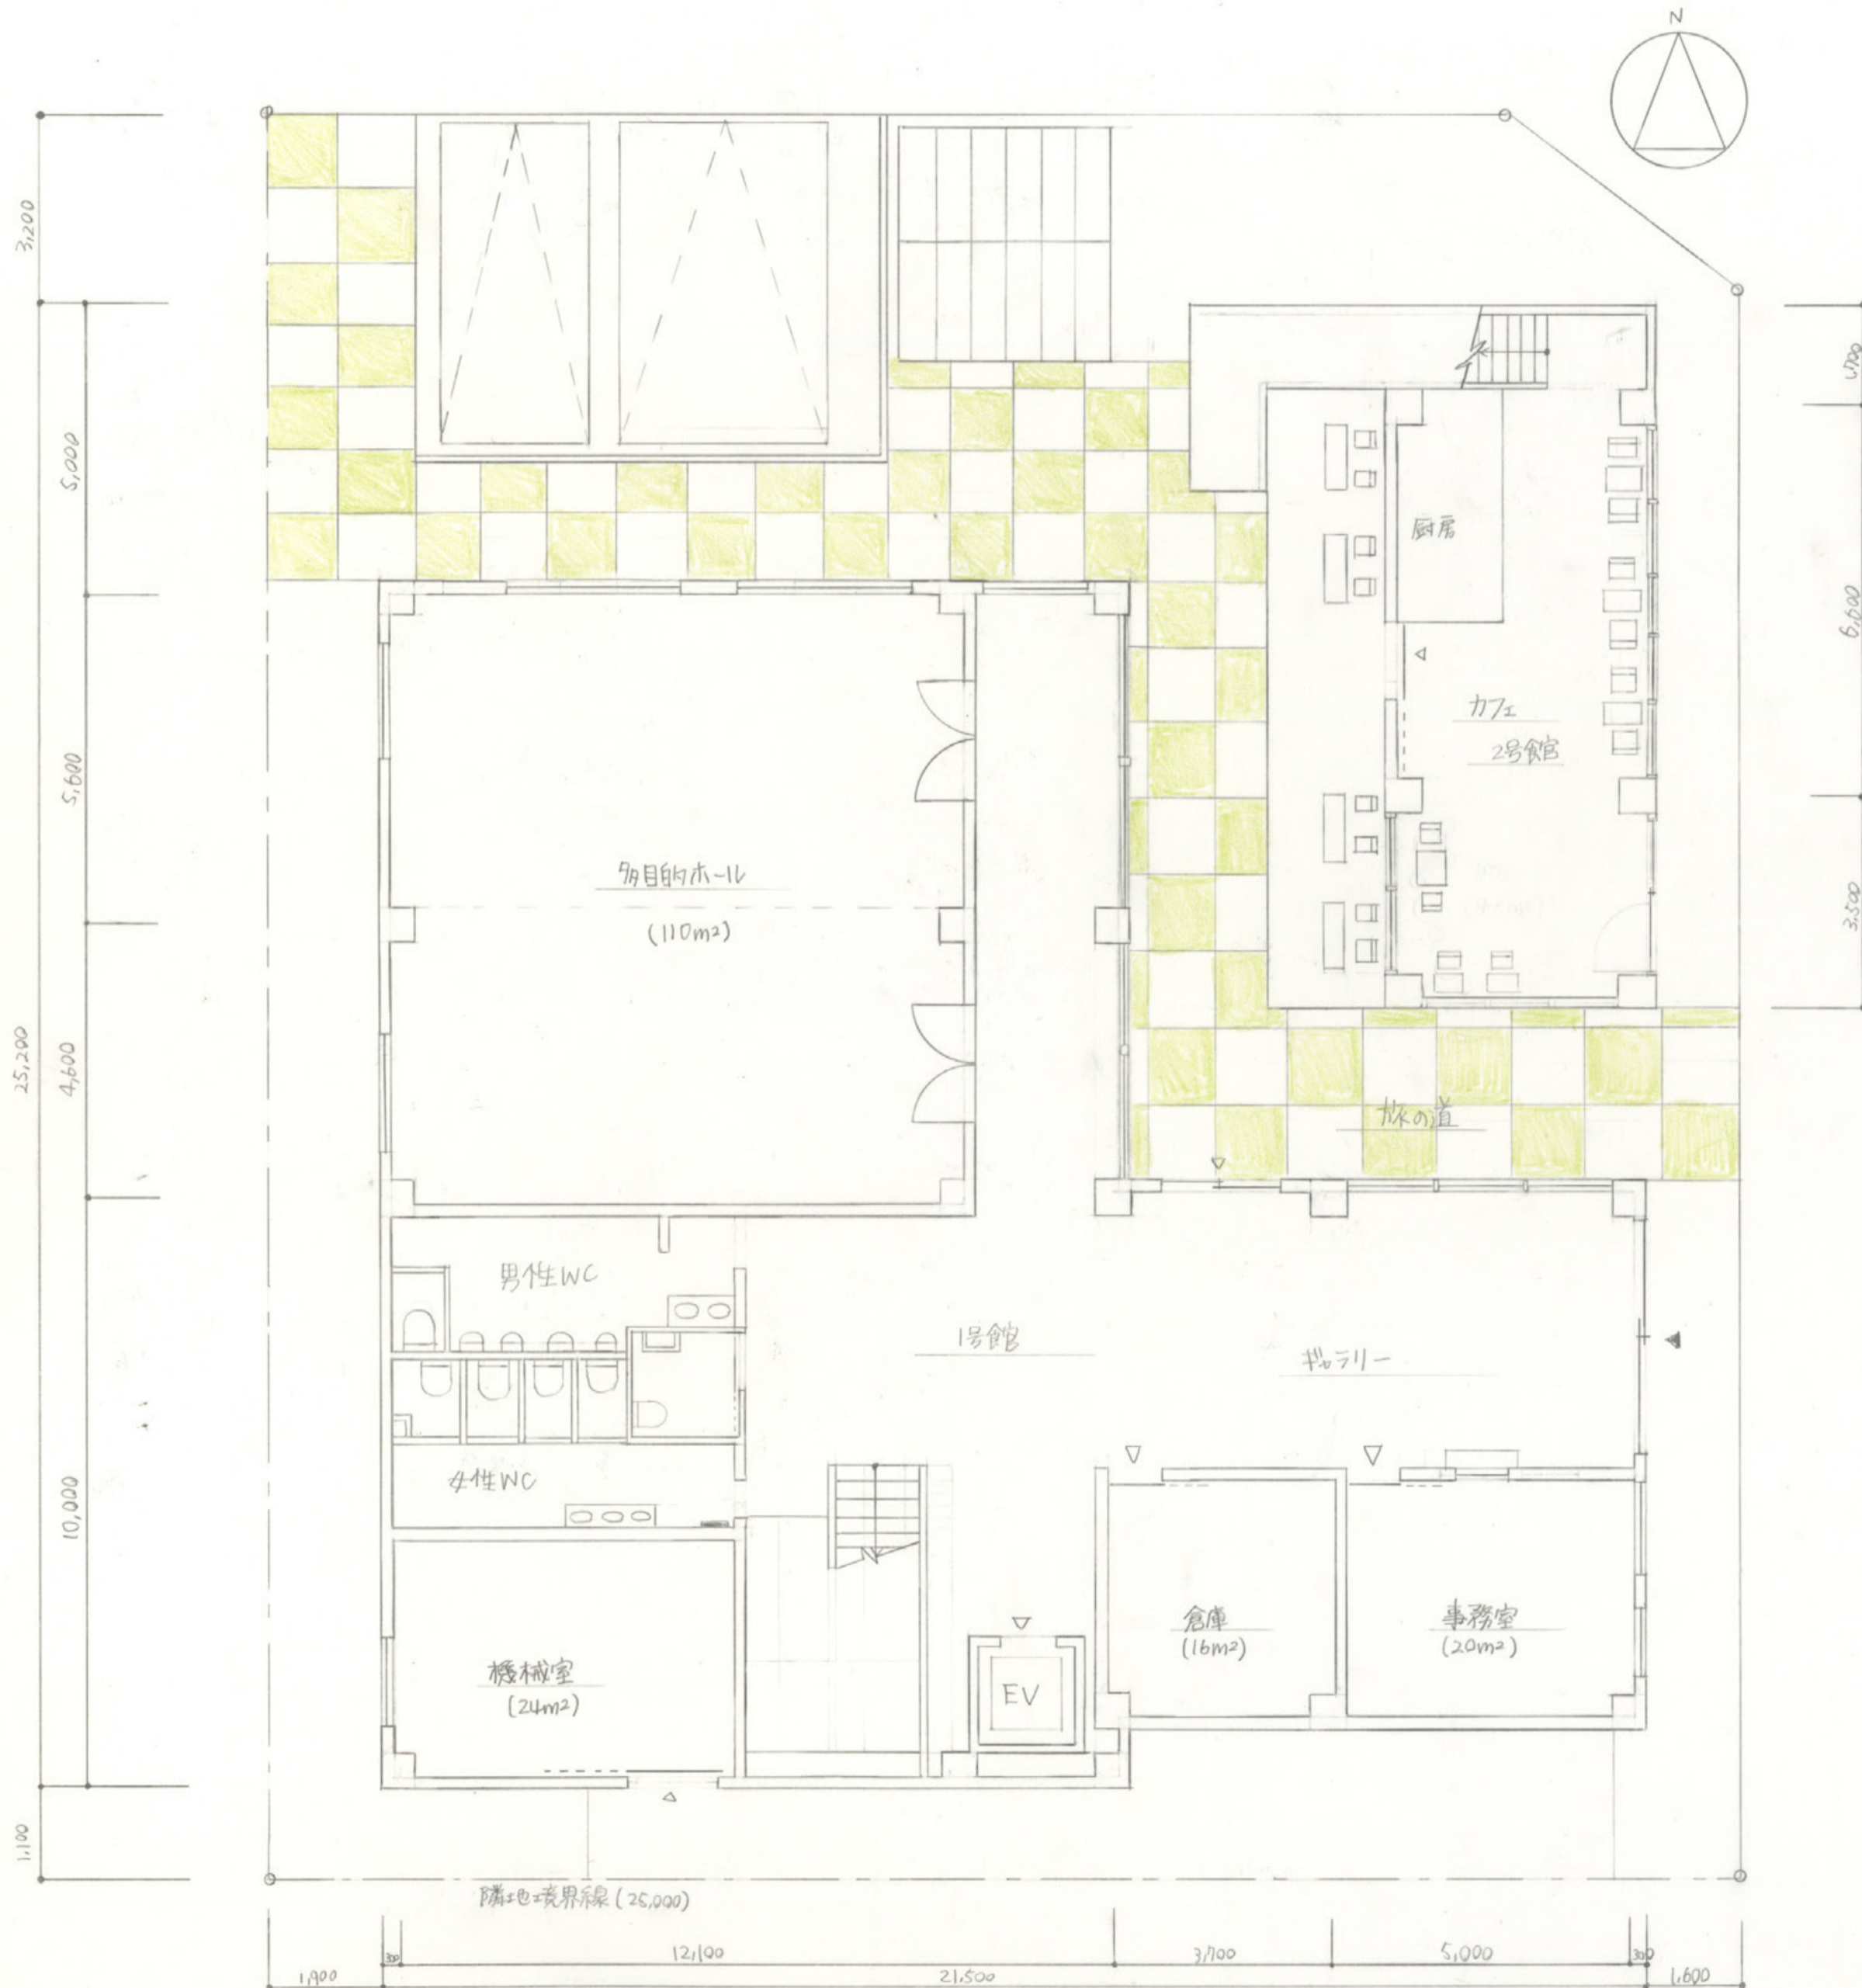 N
3,200
5,000
1,700
厨房
6,600
カフェ
2号館
5,600
多目的ホール
(110m²)
3,500
25,200
4,600
旅の道
男性WC
1号館
ギャラリー
女性WC
10,000
倉庫
(16m²)
事務室
(20m²)
機械室
(24m²)
EV
1,100
隣地境界線(25,000)
300
12,100
3,700
5,000
300
1,900
21,500
1,600